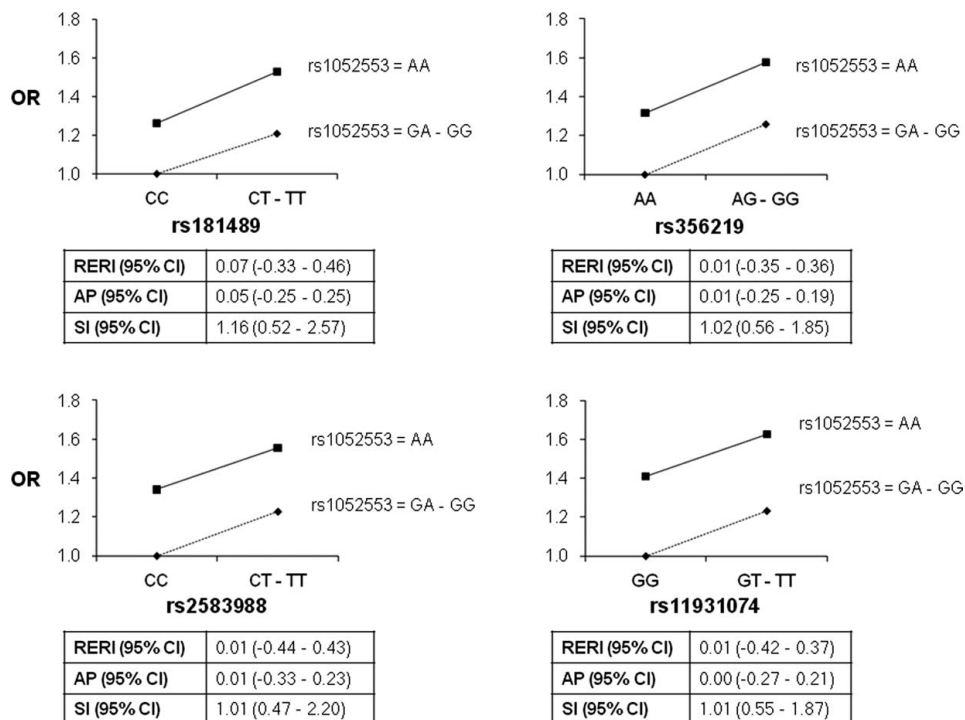 1.8
1.6
1.4
1.2
1.0
OR
rs1052553 = AA
rs1052553 = GA - GG
CC
CT - TT
rs181489
RERI (95% CI) 0.07 (-0.33 - 0.46)
AP (95% CI) 0.05 (-0.25 - 0.25)
SI (95% CI) 1.16 (0.52 - 2.57)
1.8
1.6
1.4
1.2
1.0
rs1052553 = AA
rs1052553 = GA - GG
AA
AG - GG
rs356219
RERI (95% CI) 0.01 (-0.35 - 0.36)
AP (95% CI) 0.01 (-0.25 - 0.19)
SI (95% CI) 1.02 (0.56 - 1.85)
1.8
1.6
1.4
1.2
1.0
OR
rs1052553 = AA
rs1052553 = GA - GG
CC
CT - TT
rs2583988
RERI (95% CI) 0.01 (-0.44 - 0.43)
AP (95% CI) 0.01 (-0.33 - 0.23)
SI (95% CI) 1.01 (0.47 - 2.20)
1.8
1.6
1.4
1.2
1.0
rs1052553 = AA
rs1052553 = GA - GG
GG
GT - TT
rs11931074
RERI (95% CI) 0.01 (-0.42 - 0.37)
AP (95% CI) 0.00 (-0.27 - 0.21)
SI (95% CI) 1.01 (0.55 - 1.87)